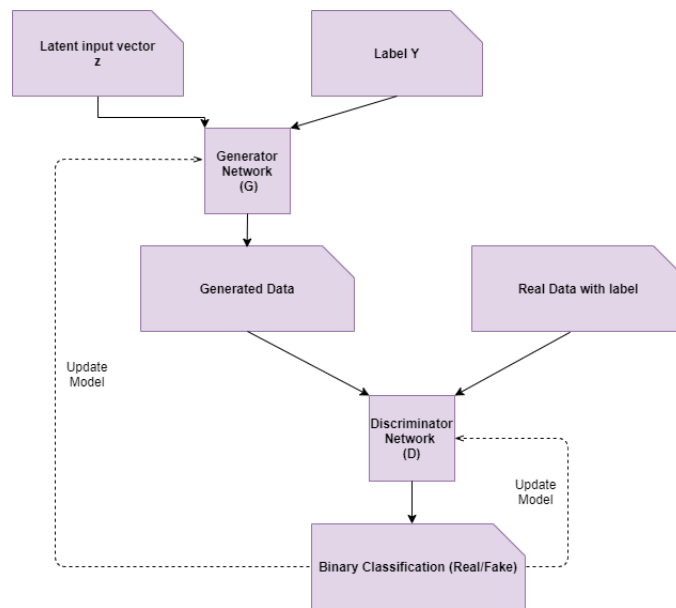 Latent input vector
z
Label Y
Generator
Network
(G)
Generated Data
Real Data with label
Update
Model
Discriminator
Network
(D)
Update
Model
Binary Classification (Real/Fake)